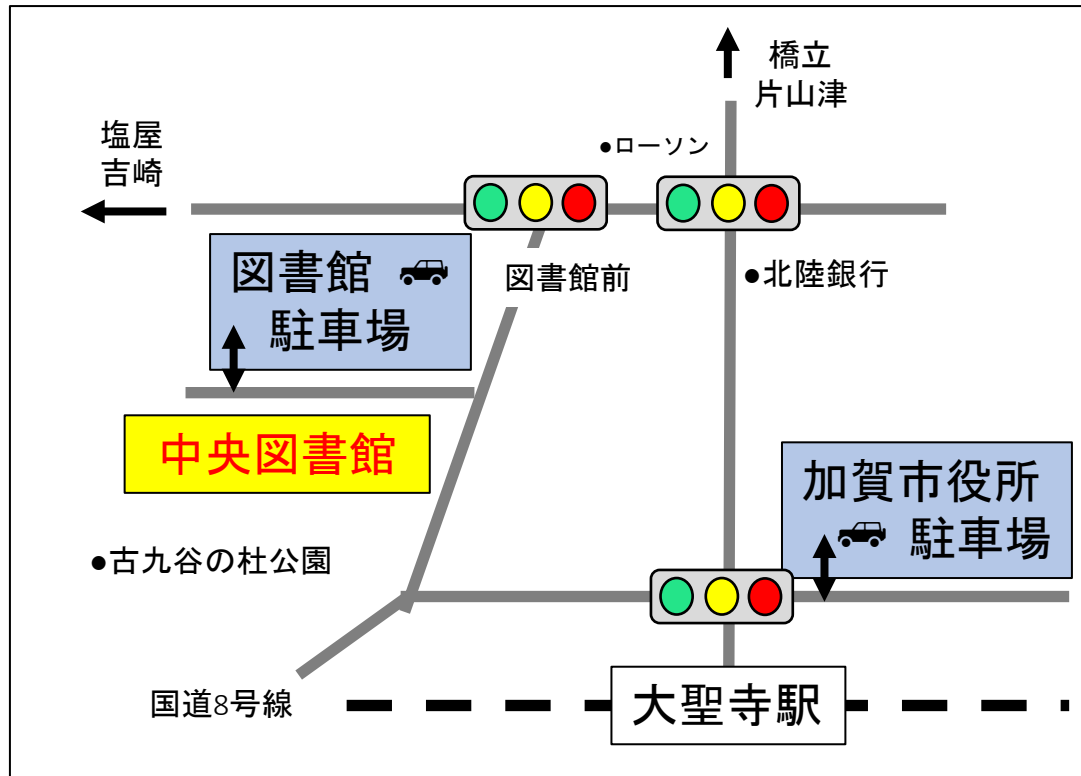 橋立
片山津
塩屋
吉崎
●ローソン
図書館
駐車場
図書館前
●北陸銀行
中央図書館
加賀市役所
駐車場
●古九谷の杜公園
国道8号線
大聖寺駅